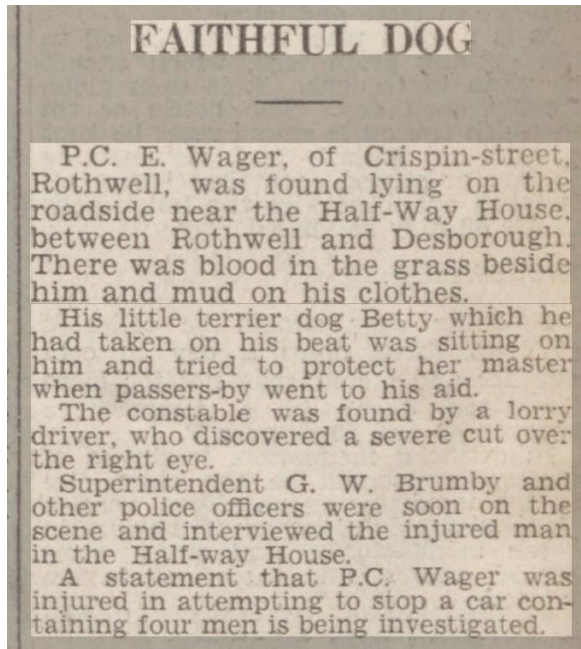 FAITHFUL DOG
P.C. E. Wager, of Crispin-street,
Rothwell, was found lying on the
roadside near the Half-Way House,
between Rothwell and Desborough.
There was blood in the grass beside
him and mud on his clothes.
His little terrier dog Betty which he
had taken on his beat was sitting on
him and tried to protect her master
when passers-by went to his aid.
The constable was found by a lorry
driver, who discovered a severe cut over
the right eye.
Superintendent G. W. Brumby and
other police officers were soon on the
scene and interviewed the injured man
in the Half-way House.
A statement that P.C. Wager was
injured in attempting to stop a car con-
taining four men is being investigated.